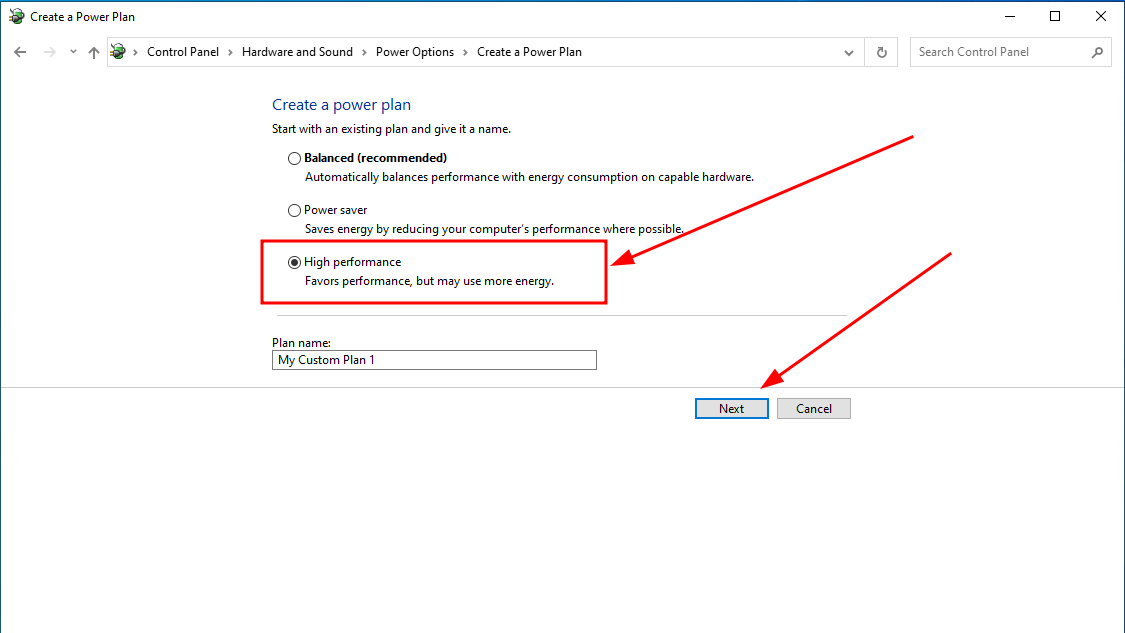 Create a Power Plan
Control Panel > Hardware and Sound > Power Options > Create a Power Plan
Search Control Panel
Create a power plan
Start with an existing plan and give it a name.
Balanced (recommended)
Automatically balances performance with energy consumption on capable hardware.
Power saver
Saves energy by reducing your computer's performance where possible.
High performance
Favors performance, but may use more energy.
Plan name:
My Custom Plan 1
Next
Cancel